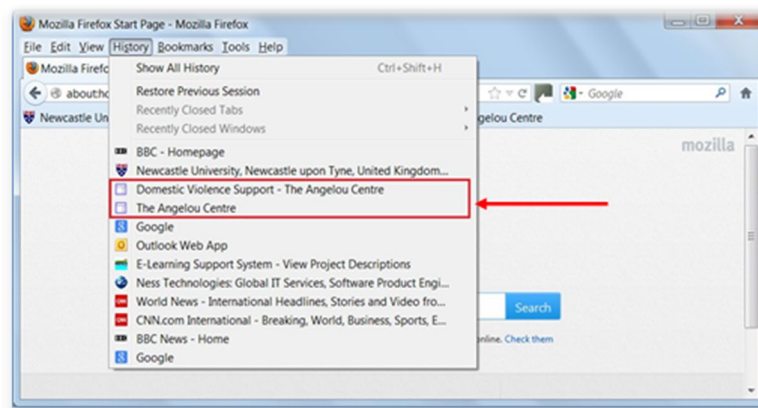 Mozilla Firefox Start Page - Mozilla Firefox
File Edit View History Bookmarks Tools Help
Mozilla Firefo
Show All History Ctrl+Shift+H
Restore Previous Session
aboutho
Google
Recently Closed Tabs
Recently Closed Windows
Newcastle Un
gelou Centre
mozilla
BBC - Homepage
Newcastle University, Newcastle upon Tyne, United Kingdom...
Domestic Violence Support - The Angelou Centre
The Angelou Centre
Google
Outlook Web App
E-Learning Support System - View Project Descriptions
Ness Technologies: Global IT Services, Software Product Engi...
World News - International Headlines, Stories and Video fro...
Search
CNN.com International - Breaking, World, Business, Sports, E...
BBC News - Home
online. Check them
Google